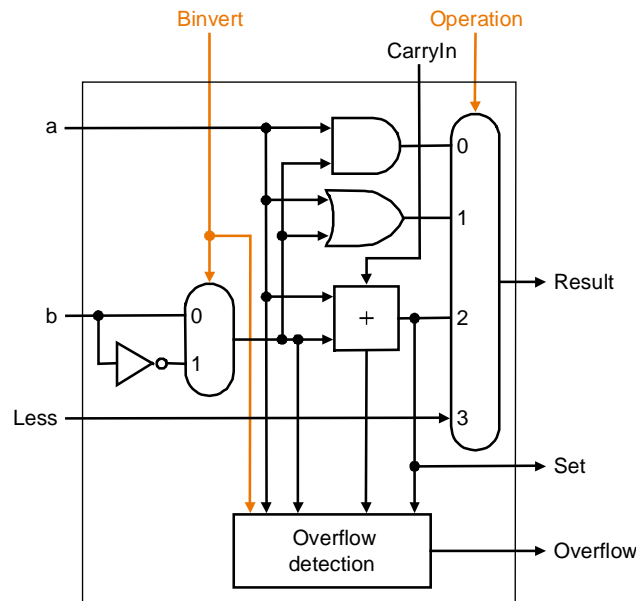 Binvert
Operation
CarryIn
a
0
1
Result
b
0
+
2
1
Less
3
Set
Overflow
detection
Overflow